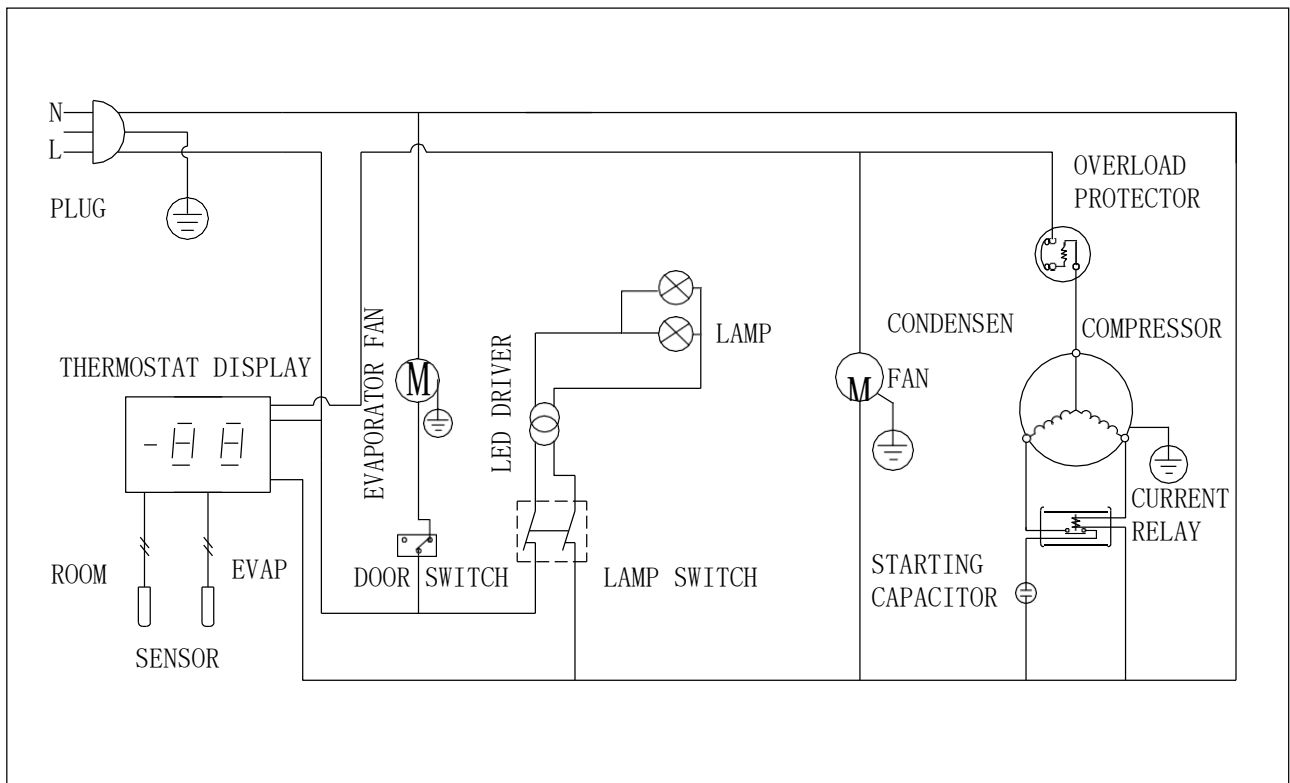 N
L
PLUG
OVERLOAD
PROTECTOR
LAMP
CONDENSEN
COMPRESSOR
THERMOSTAT DISPLAY
EVAPORATOR FAN
M
LED DRIVER
M
FAN
-88
CURRENT
RELAY
ROOM
EVAP
DOOR SWITCH
LAMP SWITCH
STARTING
CAPACITOR
SENSOR